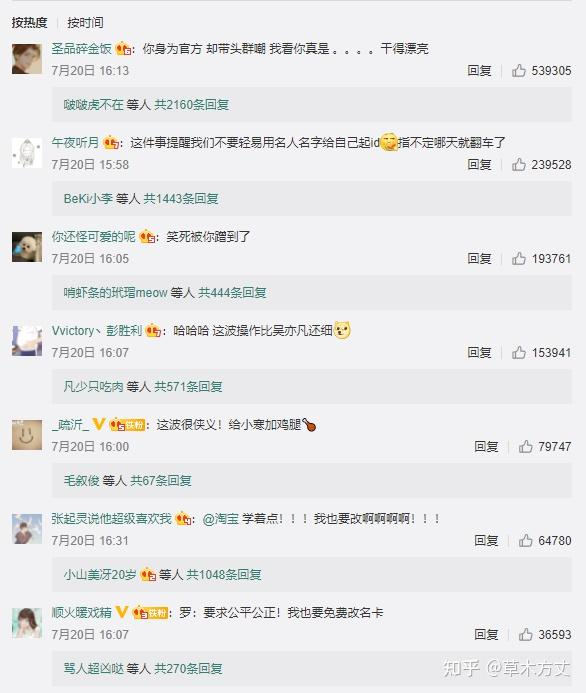 按热度 | 按时间
圣品碎金饭：你身为官方 却带头群嘲 我看你真是 。。。。干得漂亮
7月20日 16:13 回复 539305
啵啵虎不在 等人 共2160条回复
午夜听月：这件事提醒我们不要轻易用名人名字给自己起id指不定哪天就翻车了
7月20日 15:58 回复 239528
BeKi小李 等人 共1443条回复
你还怪可爱的呢：笑死被你蹭到了
7月20日 16:05 回复 193761
啃虾条的玳瑁meow 等人 共444条回复
Vvictory丶彭胜利：哈哈哈 这波操作比吴亦凡还细
7月20日 16:07 回复 153941
凡少只吃肉 等人 共571条回复
_疏沂_ 铁粉：这波很侠义！给小寒加鸡腿
7月20日 16:00 回复 79747
毛叙俊 等人 共67条回复
张起灵说他超级喜欢我：@淘宝 学着点！！！我也要改啊啊啊啊！！！
7月20日 16:31 回复 64780
小山美冴20岁 等人 共1048条回复
顺火暖戏精 铁粉：罗：要求公平公正！我也要免费改名卡
7月20日 16:07 回复 36593
骂人超凶哒 等人 共270条回复
知乎 @草木方丈